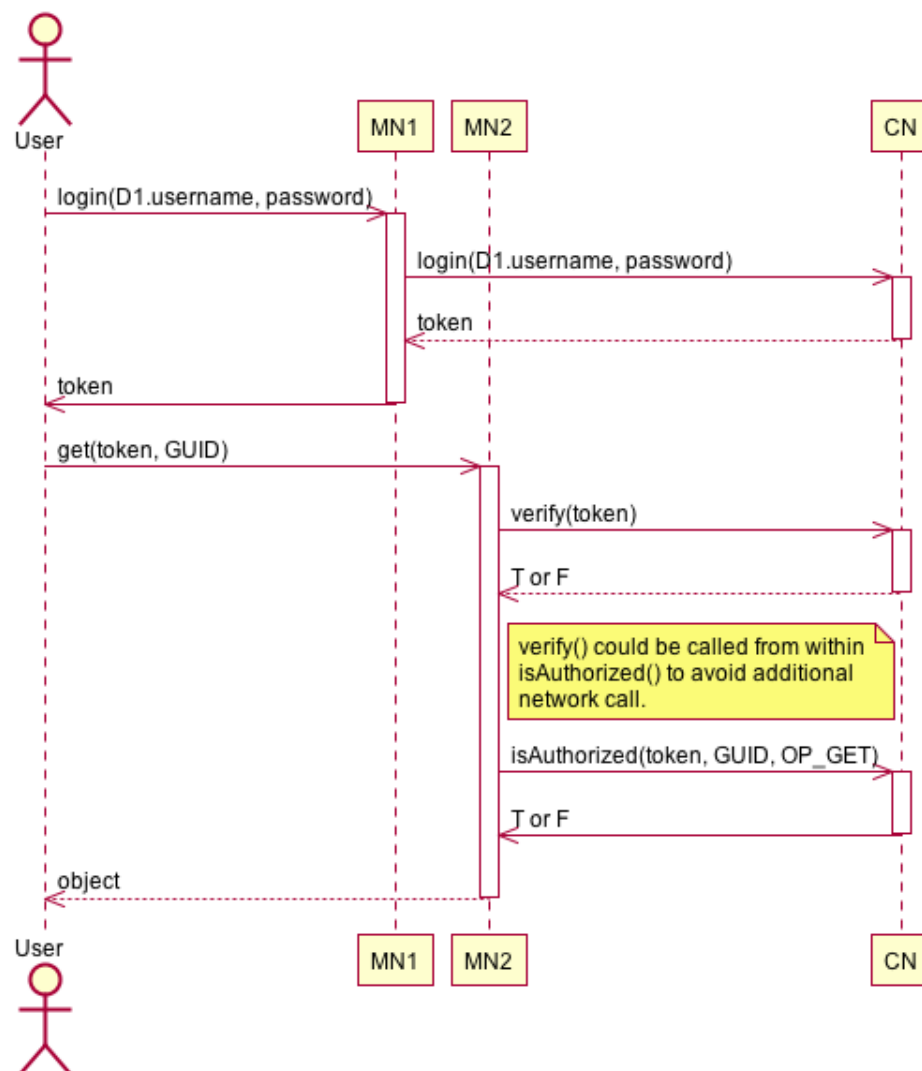 User
MN1
MN2
CN
login(D1.username, password)
login(D1.username, password)
token
token
get(token, GUID)
verify(token)
T or F
verify() could be called from within
isAuthorized() to avoid additional
network call.
isAuthorized(token, GUID, OP_GET)
T or F
object
User
MN1
MN2
CN